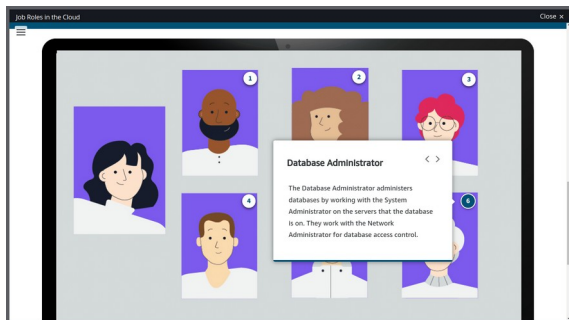 Job Roles in the Cloud
Close ×
1
2
3
Database Administrator
< >
The Database Administrator administers
databases by working with the System
Administrator on the servers that the database
is on. They work with the Network
Administrator for database access control.
4
6